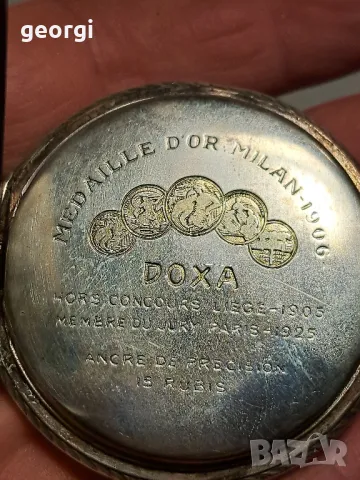 georgi
MEDAILLE D'OR MILAN-1906
DOXA
HORS CONCOURS LIEGE-1905
MEMBRE DU JURY PARIS-1925
ANCRE DE PRECISION
15 RUBIS
BAZAR